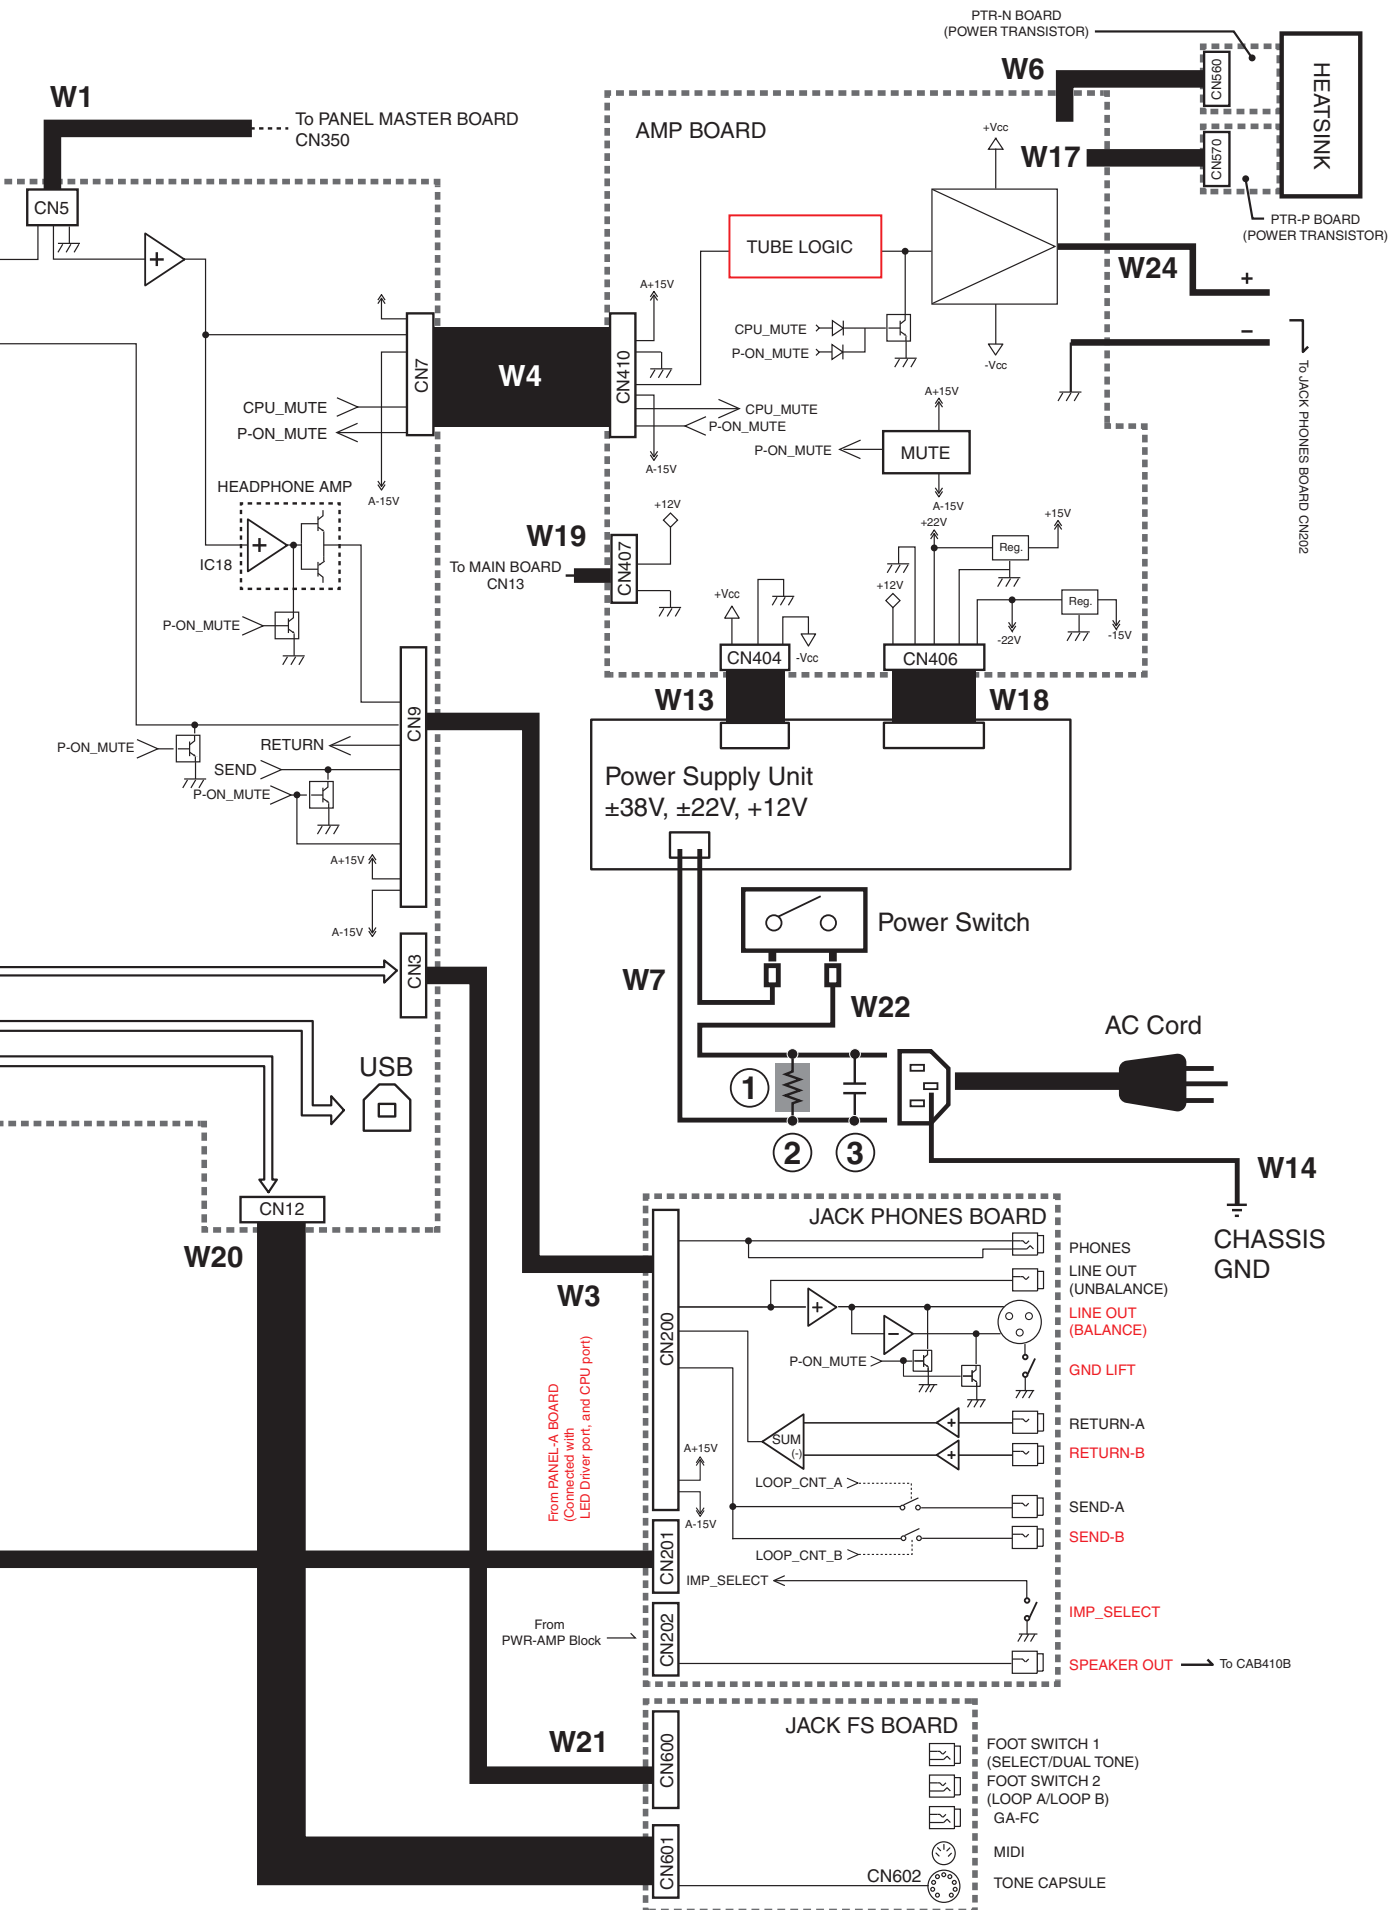 PTR-N BOARD
(POWER TRANSISTOR)
W6
CN560
HEATSINK
W1
To PANEL MASTER BOARD
CN350
AMP BOARD
+Vcc
W17
CN570
PTR-P BOARD
(POWER TRANSISTOR)
CN5
TUBE LOGIC
W24
+
A+15V
CPU_MUTE
P-ON_MUTE
-Vcc
−
To JACK PHONES BOARD CN202
CN7
W4
CN410
A+15V
CPU_MUTE
P-ON_MUTE
CPU_MUTE
P-ON_MUTE
P-ON_MUTE
MUTE
A-15V
A-15V
A-15V
HEADPHONE AMP
IC18
P-ON_MUTE
W19
To MAIN BOARD
CN13
CN407
+12V
+22V
+15V
Reg.
+12V
Reg.
-22V
-15V
+Vcc
-Vcc
CN404
CN406
W13
W18
CN9
P-ON_MUTE
RETURN
SEND
P-ON_MUTE
A+15V
A-15V
Power Supply Unit
±38V, ±22V, +12V
Power Switch
CN3
W7
W22
AC Cord
USB
1
2
3
W14
CHASSIS
GND
CN12
W20
W3
JACK PHONES BOARD
CN200
PHONES
LINE OUT
(UNBALANCE)
LINE OUT
(BALANCE)
P-ON_MUTE
GND LIFT
From PANEL-A BOARD
(Connected with
LED Driver port, and CPU port)
SUM
(-)
RETURN-A
RETURN-B
A+15V
A-15V
LOOP_CNT_A
SEND-A
SEND-B
LOOP_CNT_B
CN201
IMP_SELECT
IMP_SELECT
From
PWR-AMP Block
CN202
SPEAKER OUT
To CAB410B
W21
CN600
JACK FS BOARD
FOOT SWITCH 1
(SELECT/DUAL TONE)
FOOT SWITCH 2
(LOOP A/LOOP B)
GA-FC
MIDI
CN601
CN602
TONE CAPSULE